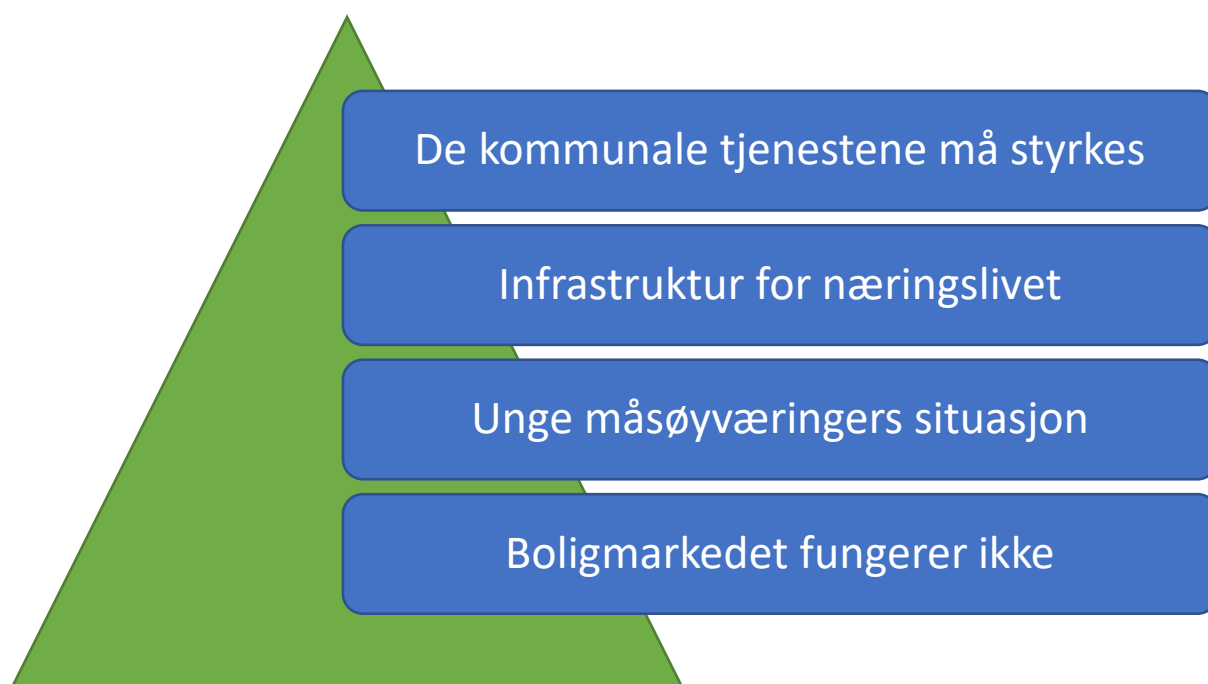 De kommunale tjenestene må styrkes
Infrastruktur for næringslivet
Unge måsøyværingers situasjon
Boligmarkedet fungerer ikke